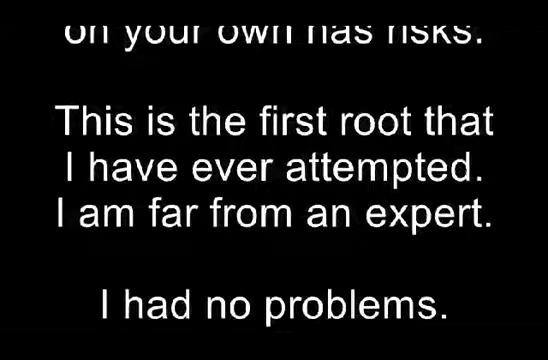 on your own has risks.
This is the first root that
I have ever attempted.
I am far from an expert.
I had no problems.